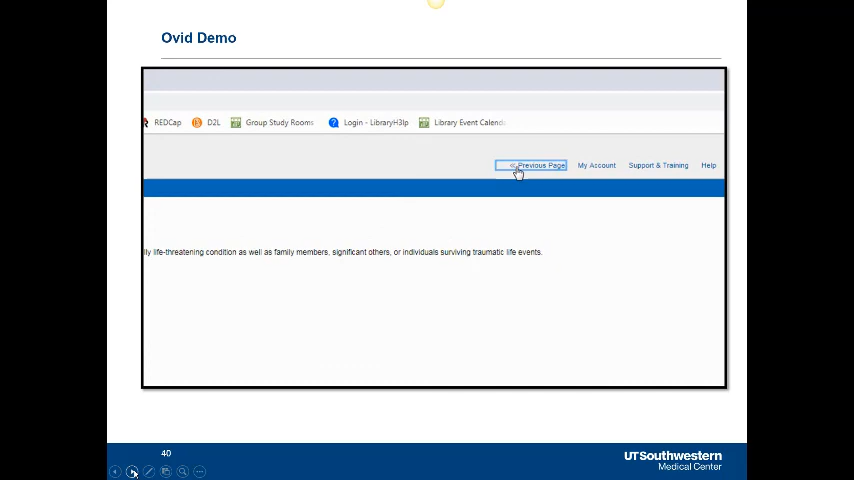 Ovid Demo
REDCap D2L Group Study Rooms Login - LibraryH3lp Library Event Calend
<< Previous Page My Account Support & Training Help
lly life-threatening condition as well as family members, significant others, or individuals surviving traumatic life events.
40
UTSouthwestern
Medical Center